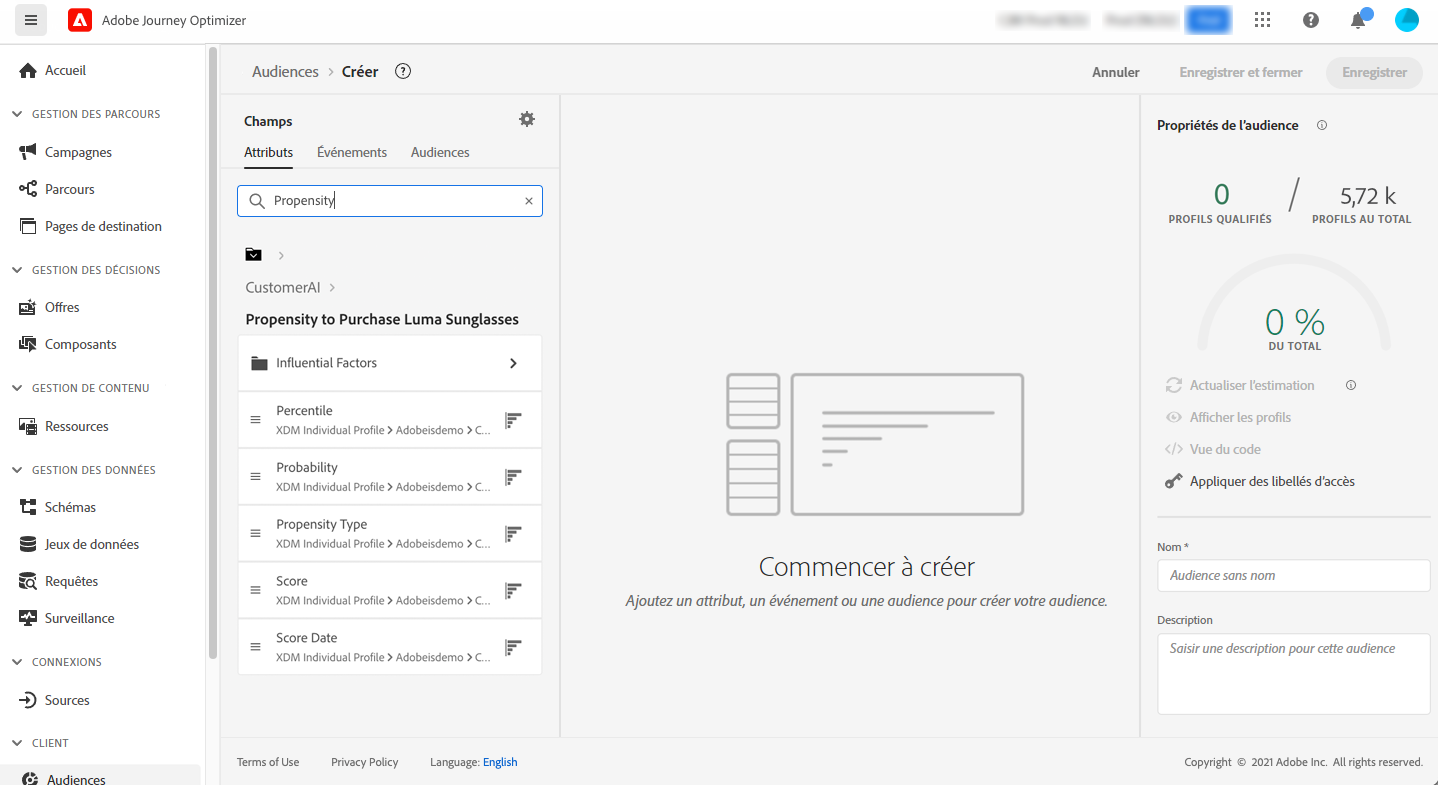 Adobe Journey Optimizer
Accueil
GESTION DES PARCOURS
Campagnes
Parcours
Pages de destination
GESTION DES DÉCISIONS
Offres
Composants
GESTION DE CONTENU
Ressources
GESTION DES DONNÉES
Schémas
Jeux de données
Requêtes
Surveillance
CONNEXIONS
Sources
CLIENT
Audiences
Audiences > Créer
Annuler
Enregistrer et fermer
Enregistrer
Champs
Attributs Événements Audiences
Propensity
CustomerAI >
Propensity to Purchase Luma Sunglasses
Influential Factors
Percentile
XDM Individual Profile > Adobeisdemo > C...
Probability
XDM Individual Profile > Adobeisdemo > C...
Propensity Type
XDM Individual Profile > Adobeisdemo > C...
Score
XDM Individual Profile > Adobeisdemo > C...
Score Date
XDM Individual Profile > Adobeisdemo > C...
Commencer à créer
Ajoutez un attribut, un événement ou une audience pour créer votre audience.
Propriétés de l’audience
0 / 5,72 k
PROFILS QUALIFIÉS PROFILS AU TOTAL
0 %
DU TOTAL
Actualiser l’estimation
Afficher les profils
Vue du code
Appliquer des libellés d’accès
Nom *
Audience sans nom
Description
Saisir une description pour cette audience
Terms of Use Privacy Policy Language: English
Copyright © 2021 Adobe Inc. All rights reserved.